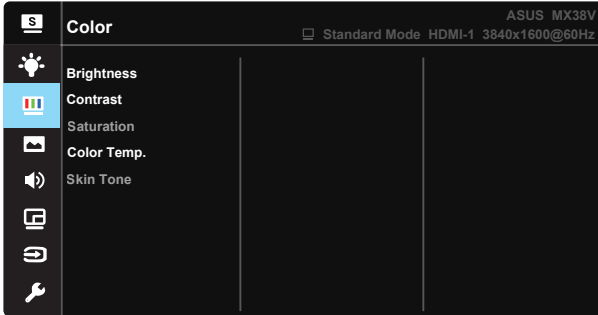 S
Color
ASUS MX38V
Standard Mode HDMI-1 3840x1600@60Hz
Brightness
Contrast
Saturation
Color Temp.
Skin Tone